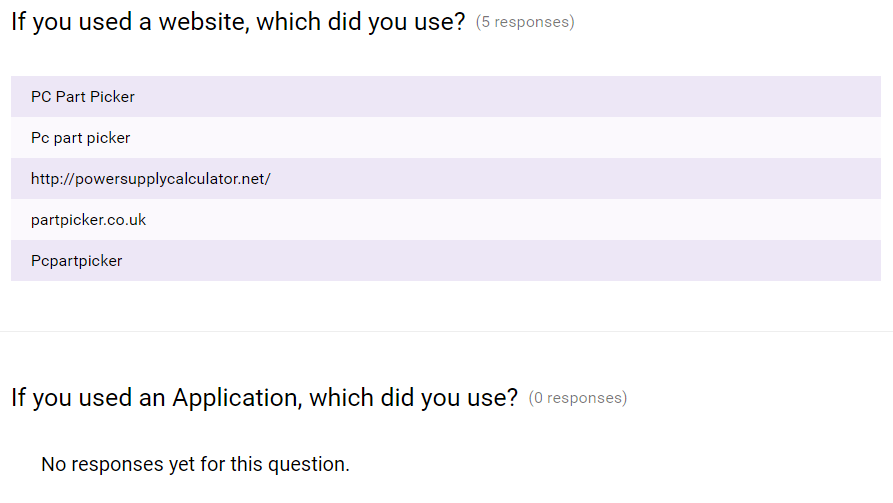 If you used a website, which did you use? (5 responses)
PC Part Picker
Pc part picker
http://powersupplycalculator.net/
partpicker.co.uk
Pcpartpicker
If you used an Application, which did you use? (0 responses)
No responses yet for this question.